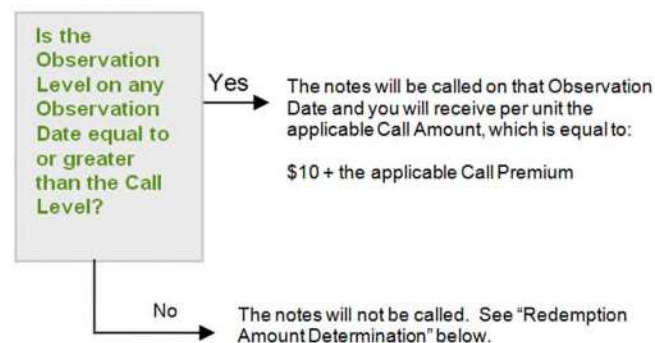 Is the
Observation
Level on any
Observation
Date equal to
or greater
than the Call
Level?
Yes
The notes will be called on that Observation
Date and you will receive per unit the
applicable Call Amount, which is equal to:
$10 + the applicable Call Premium
No
The notes will not be called. See “Redemption
Amount Determination” below.